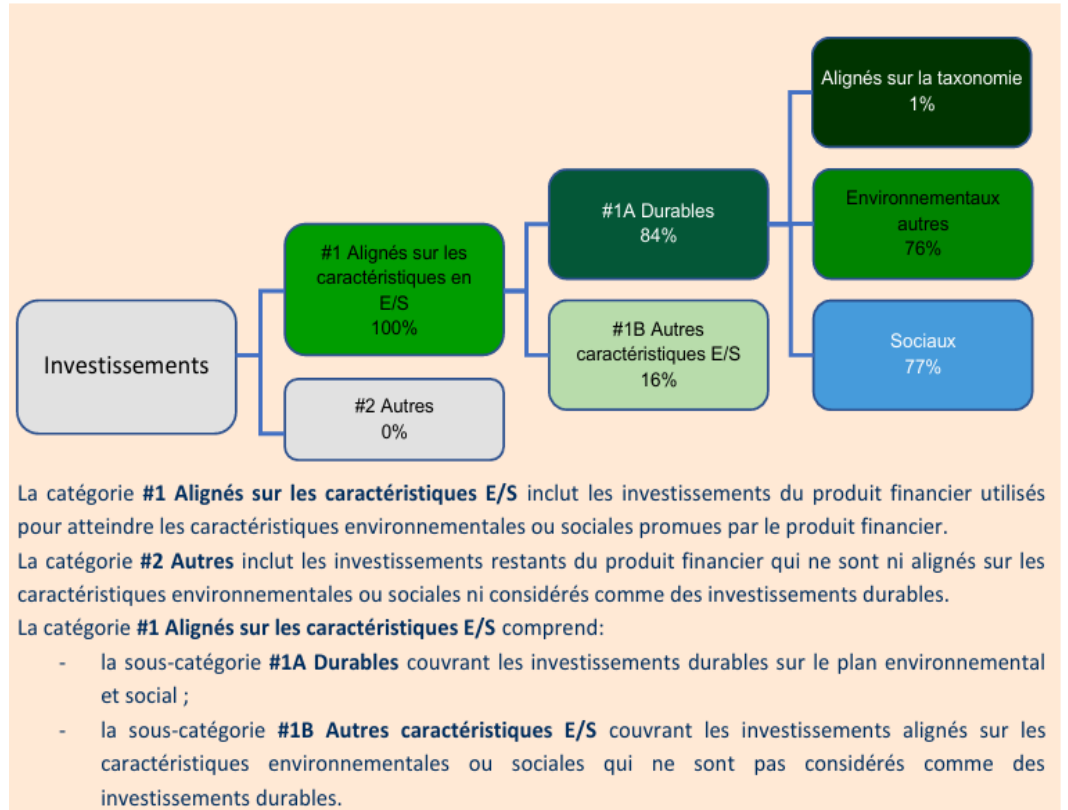 Alignés sur la taxonomie
1%
#1A Durables
84%
Environnementaux
autres
76%
#1 Alignés sur les
caractéristiques en
E/S
100%
Investissements
#1B Autres
caractéristiques E/S
16%
Sociaux
77%
#2 Autres
0%
La catégorie #1 Alignés sur les caractéristiques E/S inclut les investissements du produit financier utilisés
pour atteindre les caractéristiques environnementales ou sociales promues par le produit financier.
La catégorie #2 Autres inclut les investissements restants du produit financier qui ne sont ni alignés sur les
caractéristiques environnementales ou sociales ni considérés comme des investissements durables.
La catégorie #1 Alignés sur les caractéristiques E/S comprend:
- la sous-catégorie #1A Durables couvrant les investissements durables sur le plan environnemental
et social ;
- la sous-catégorie #1B Autres caractéristiques E/S couvrant les investissements alignés sur les
caractéristiques environnementales ou sociales qui ne sont pas considérés comme des
investissements durables.